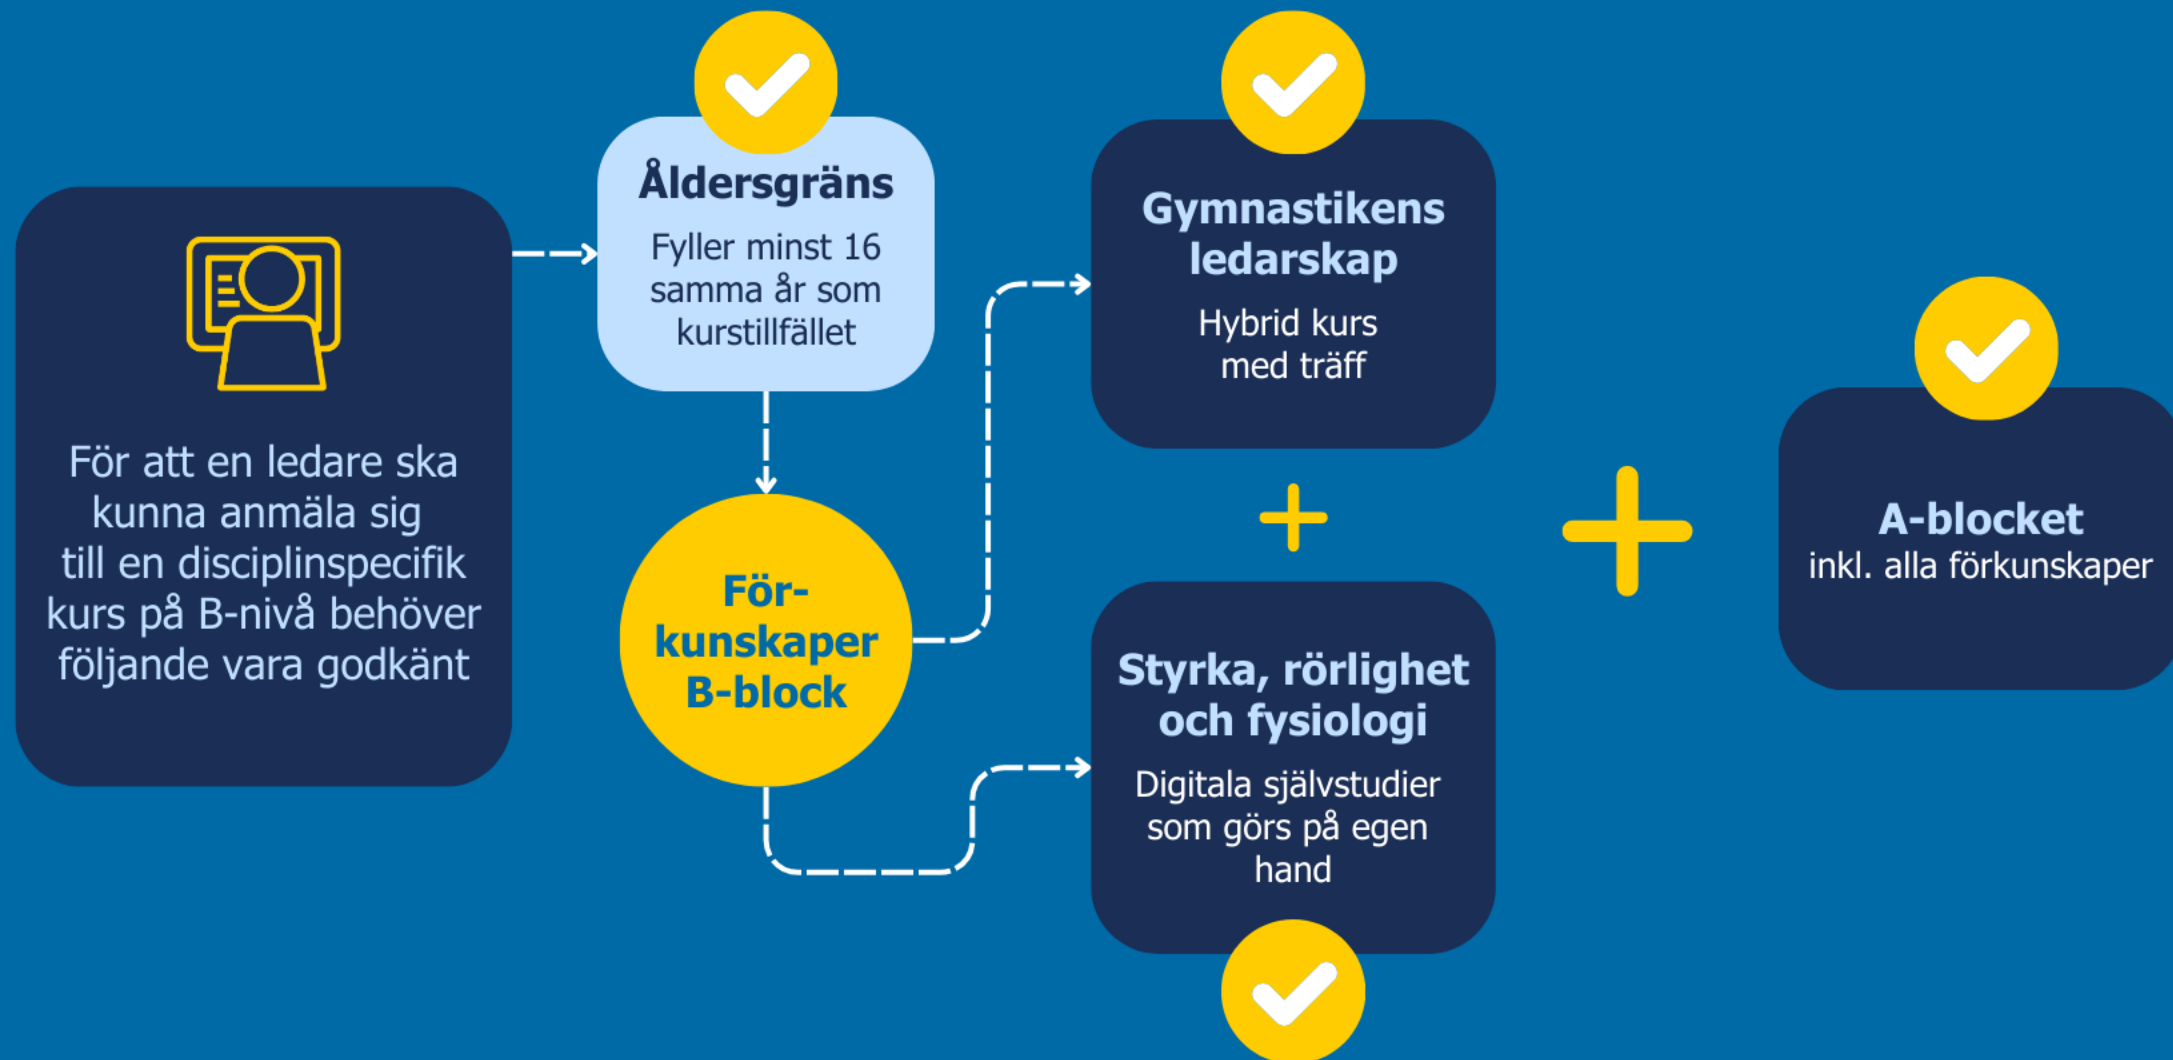 För att en ledare ska
kunna anmäla sig
till en disciplinspecifik
kurs på B-nivå behöver
följande vara godkänt
Åldersgräns
Fyller minst 16
samma år som
kurstillfället
För-
kunskaper
B-block
Gymnastikens
ledarskap
Hybrid kurs
med träff
Styrka, rörlighet
och fysiologi
Digitala självstudier
som görs på egen
hand
A-blocket
inkl. alla förkunskaper